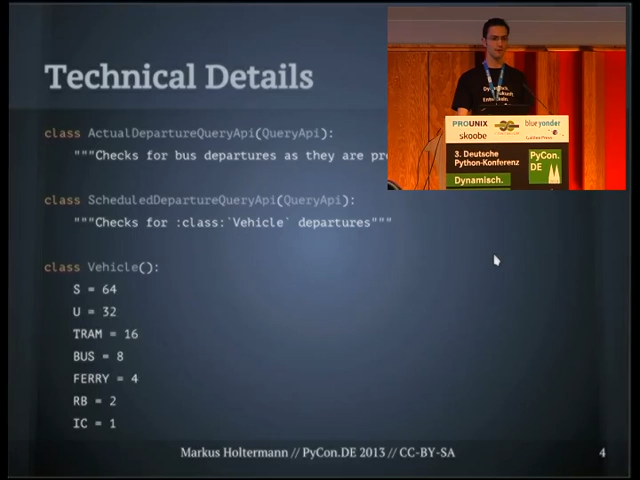 Technical Details
class ActualDepartureQueryApi(QueryApi):
"""Checks for bus departures as they are
class ScheduledDepartureQueryApi(QueryApi):
"""Checks for :class:`Vehicle` departures"""
class Vehicle():
S = 64
U = 32
TRAM = 16
BUS = 8
FERRY = 4
RB = 2
IC = 1
Markus Holtermann // PyCon.DE 2013 // CC-BY-SA
4
PROUNIX
blue yonder
skoobe
3. Deutsche
Python-Konferenz
PyCon.
DE
Dynamisch.